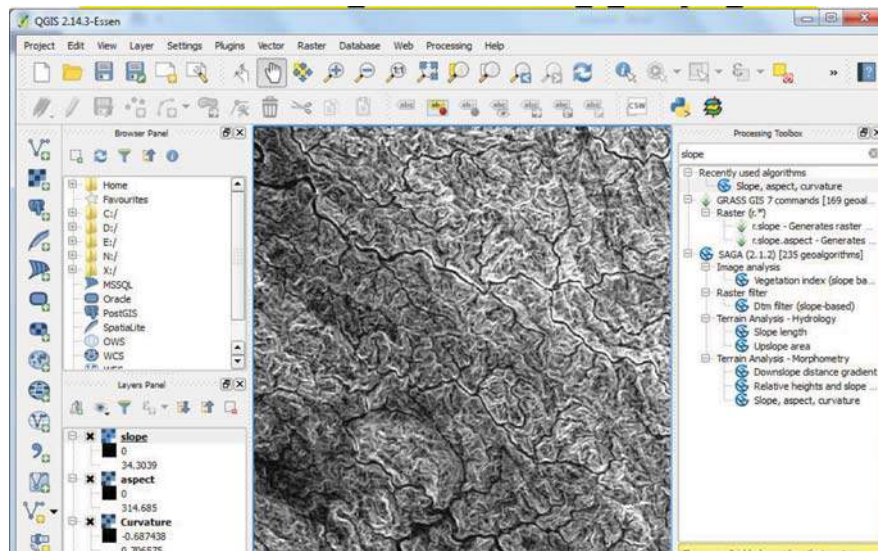 QGIS 2.14.3-Essen
Project Edit View Layer Settings Plugins Vector Raster Database Web Processing Help
CSW
Browser Panel
Home
Favourites
C:/
D:/
E:/
N:/
X:/
MSSQL
Oracle
PostGIS
SpatiaLite
OWS
WCS
Layers Panel
slope
0
34.3039
aspect
0
314.685
Curvature
-0.687438
Processing Toolbox
slope
Recently used algorithms
Slope, aspect, curvature
GRASS GIS 7 commands [169 geoal...
Raster (r.*)
r.slope - Generates raster ...
r.slope.aspect - Generates ...
SAGA (2.1.2) [235 geoalgorithms]
Image analysis
Vegetation index (slope ba...
Raster filter
Dtm filter (slope-based)
Terrain Analysis - Hydrology
Slope length
Upslope area
Terrain Analysis - Morphometry
Downslope distance gradient
Relative heights and slope ...
Slope, aspect, curvature